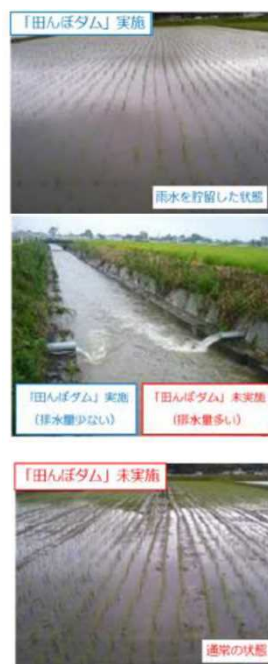 「田んぼダム」実施
雨水を貯留した状態
「田んぼダム」実施
(排水量少ない)
「田んぼダム」未実施
(排水量多い)
「田んぼダム」未実施
通常の状態